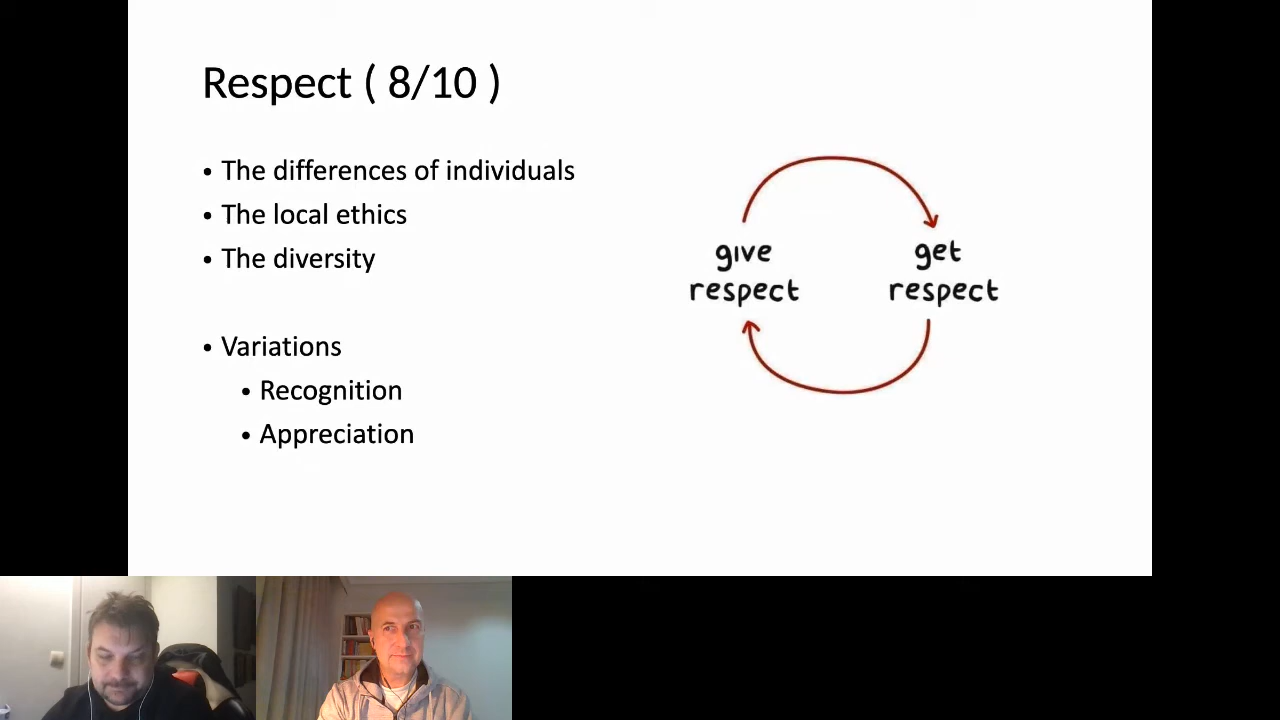 Respect ( 8/10 )
• The differences of individuals
• The local ethics
• The diversity
• Variations
• Recognition
• Appreciation
give respect
get respect